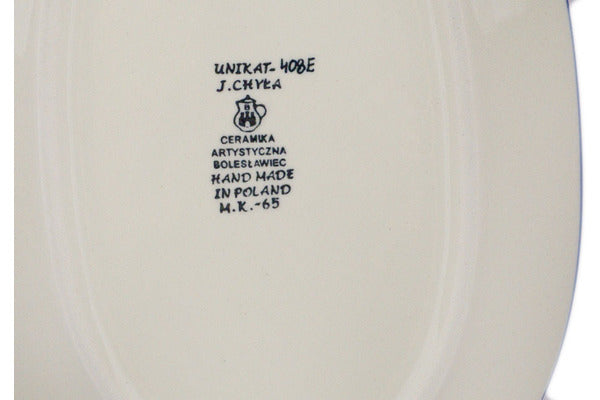 UNIKAT-408E
J.CHYŁA
CERAMIKA
ARTYSTYCZNA
BOLESŁAWIEC
HAND MADE
IN POLAND
M.K.-65